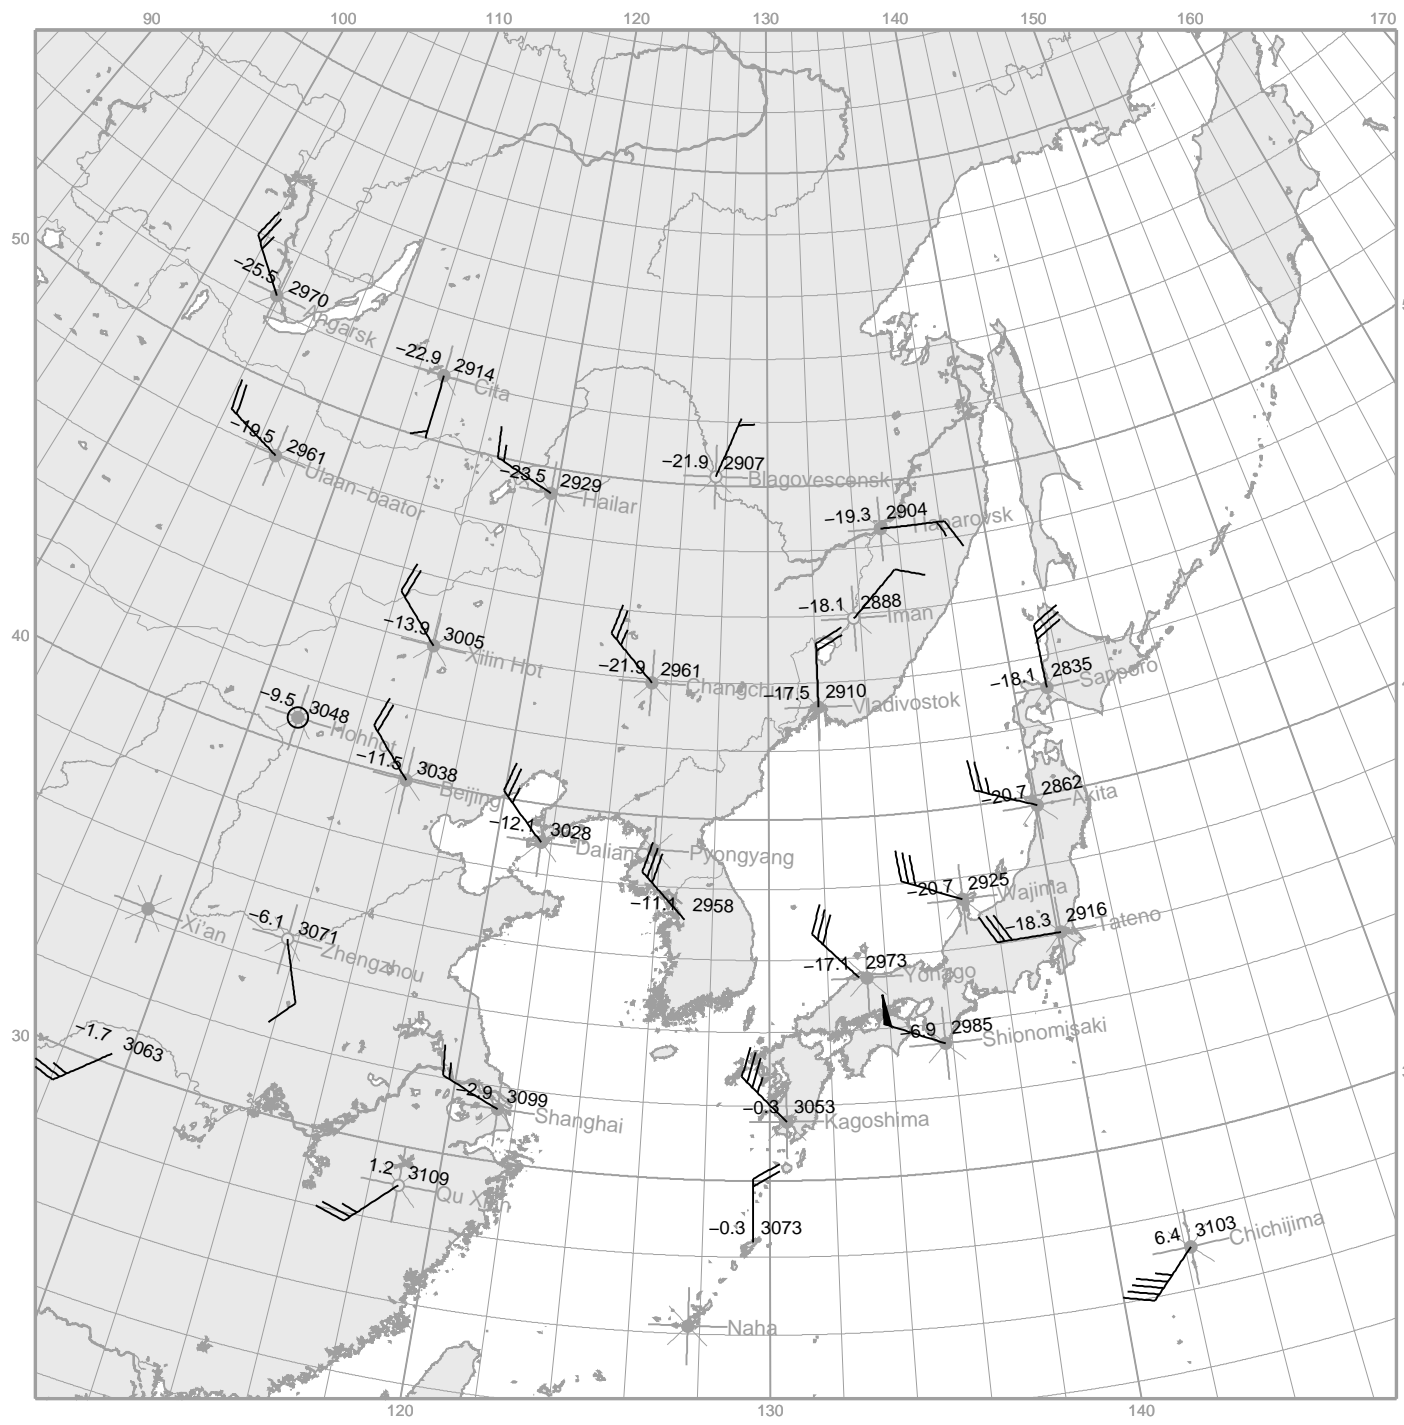 90 100 110 120 130 140 150 160 170
50
−25.5 2970
Angarsk
−22.9 2914
Cita
−19.5 2961
Ulaan−baator
−23.5 2929
Hailar
−21.9 2907
Blagovescensk
−19.3 2904
Habarovsk
−18.1 2888
Iman
40
−13.9 3005
Xilin Hot
−21.9 2961
Changchun
−17.5 2910
Vladivostok
−18.1 2835
Sapporo
−9.5 3048
Hohhot
−11.5 3038
Beijing
−20.7 2862
Akita
−12.1 3028
Dalian
Pyongyang
−11.1 2958
−20.7 2925
Wajima
−18.3 2916
Tateno
Xi'an
−6.1 3071
Zhengzhou
−17.1 2973
Yonago
−6.9 2985
Shionomisaki
30
−1.7 3063
−2.9 3099
Shanghai
−0.3 3053
Kagoshima
1.2 3109
Qu Xian
−0.3 3073
6.4 3103
Chichijima
Naha
120 130 140